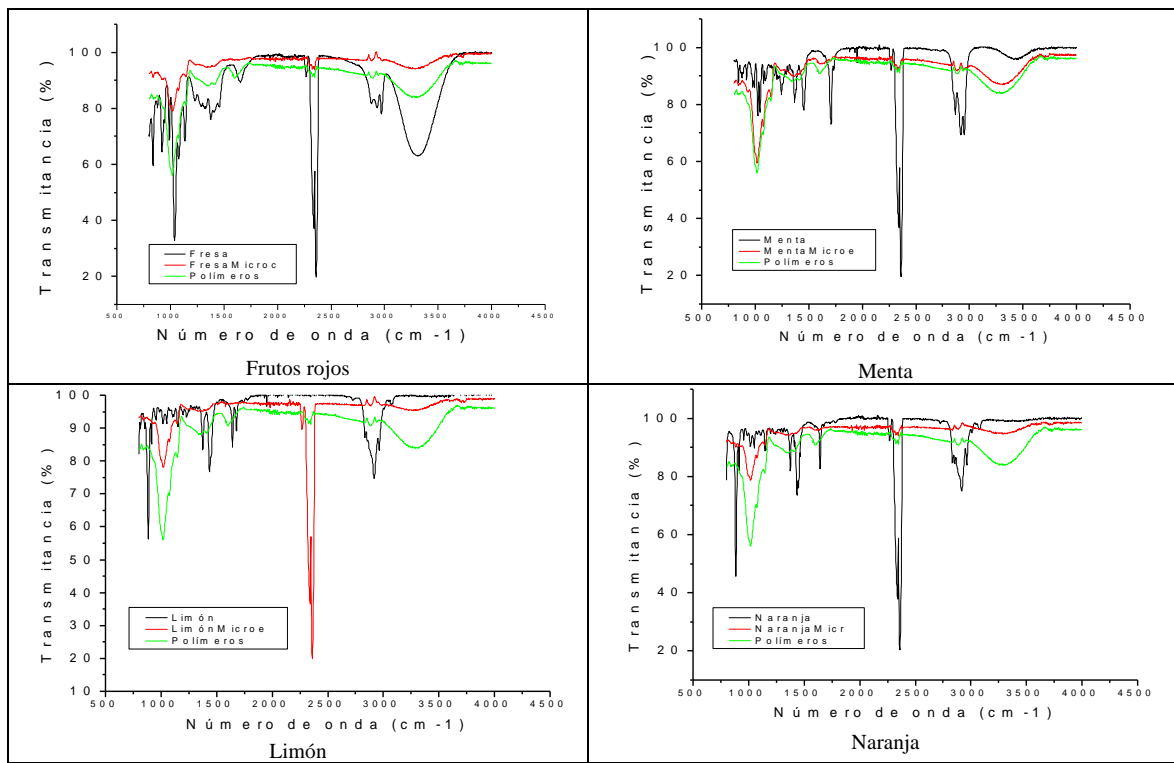 100
80
60
40
20
Transmitancia (%)
Fresa
FresaMicroc
Polímeros
500 1000 1500 2000 2500 3000 3500 4000 4500
Número de onda (cm-1)
Frutos rojos
100
80
60
40
20
Transmitancia (%)
Menta
MentaMicroe
Polímeros
500 1000 1500 2000 2500 3000 3500 4000 4500
Número de onda (cm-1)
Menta
100
90
80
70
60
50
40
30
20
10
Transmitancia (%)
Limón
LimónMicroe
Polímeros
500 1000 1500 2000 2500 3000 3500 4000 4500
Número de onda (cm-1)
Limón
100
80
60
40
20
Transmitancia (%)
Naranja
NaranjaMicr
Polímeros
500 1000 1500 2000 2500 3000 3500 4000 4500
Número de onda (cm-1)
Naranja